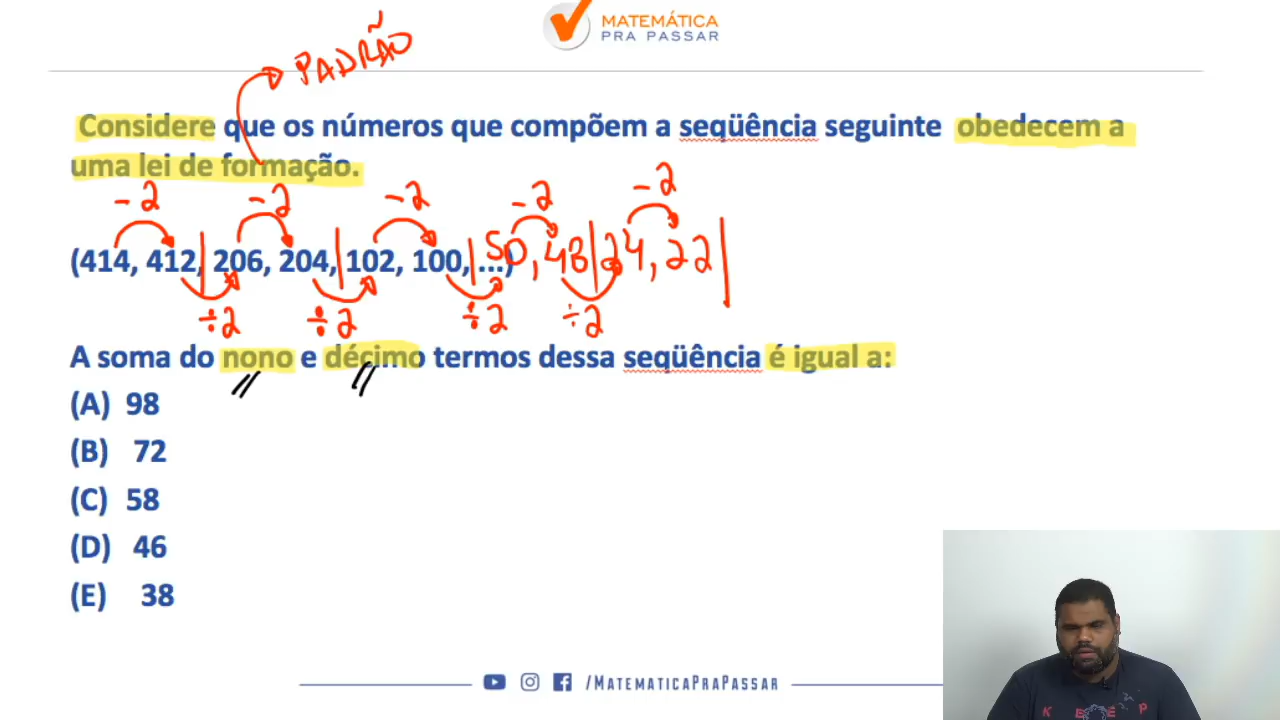 MATEMÁTICA
PRA PASSAR
PADRÃO
Considere que os números que compõem a seqüência seguinte obedecem a
uma lei de formação.
-2 -2 -2 -2 -2
(414, 412, 206, 204, 102, 100, ...) 50, 48 24, 22
÷2 ÷2 ÷2 ÷2
A soma do nono e décimo termos dessa seqüência é igual a:
(A) 98
(B) 72
(C) 58
(D) 46
(E) 38
/MATEMATICAPRAPASSAR
K E E P